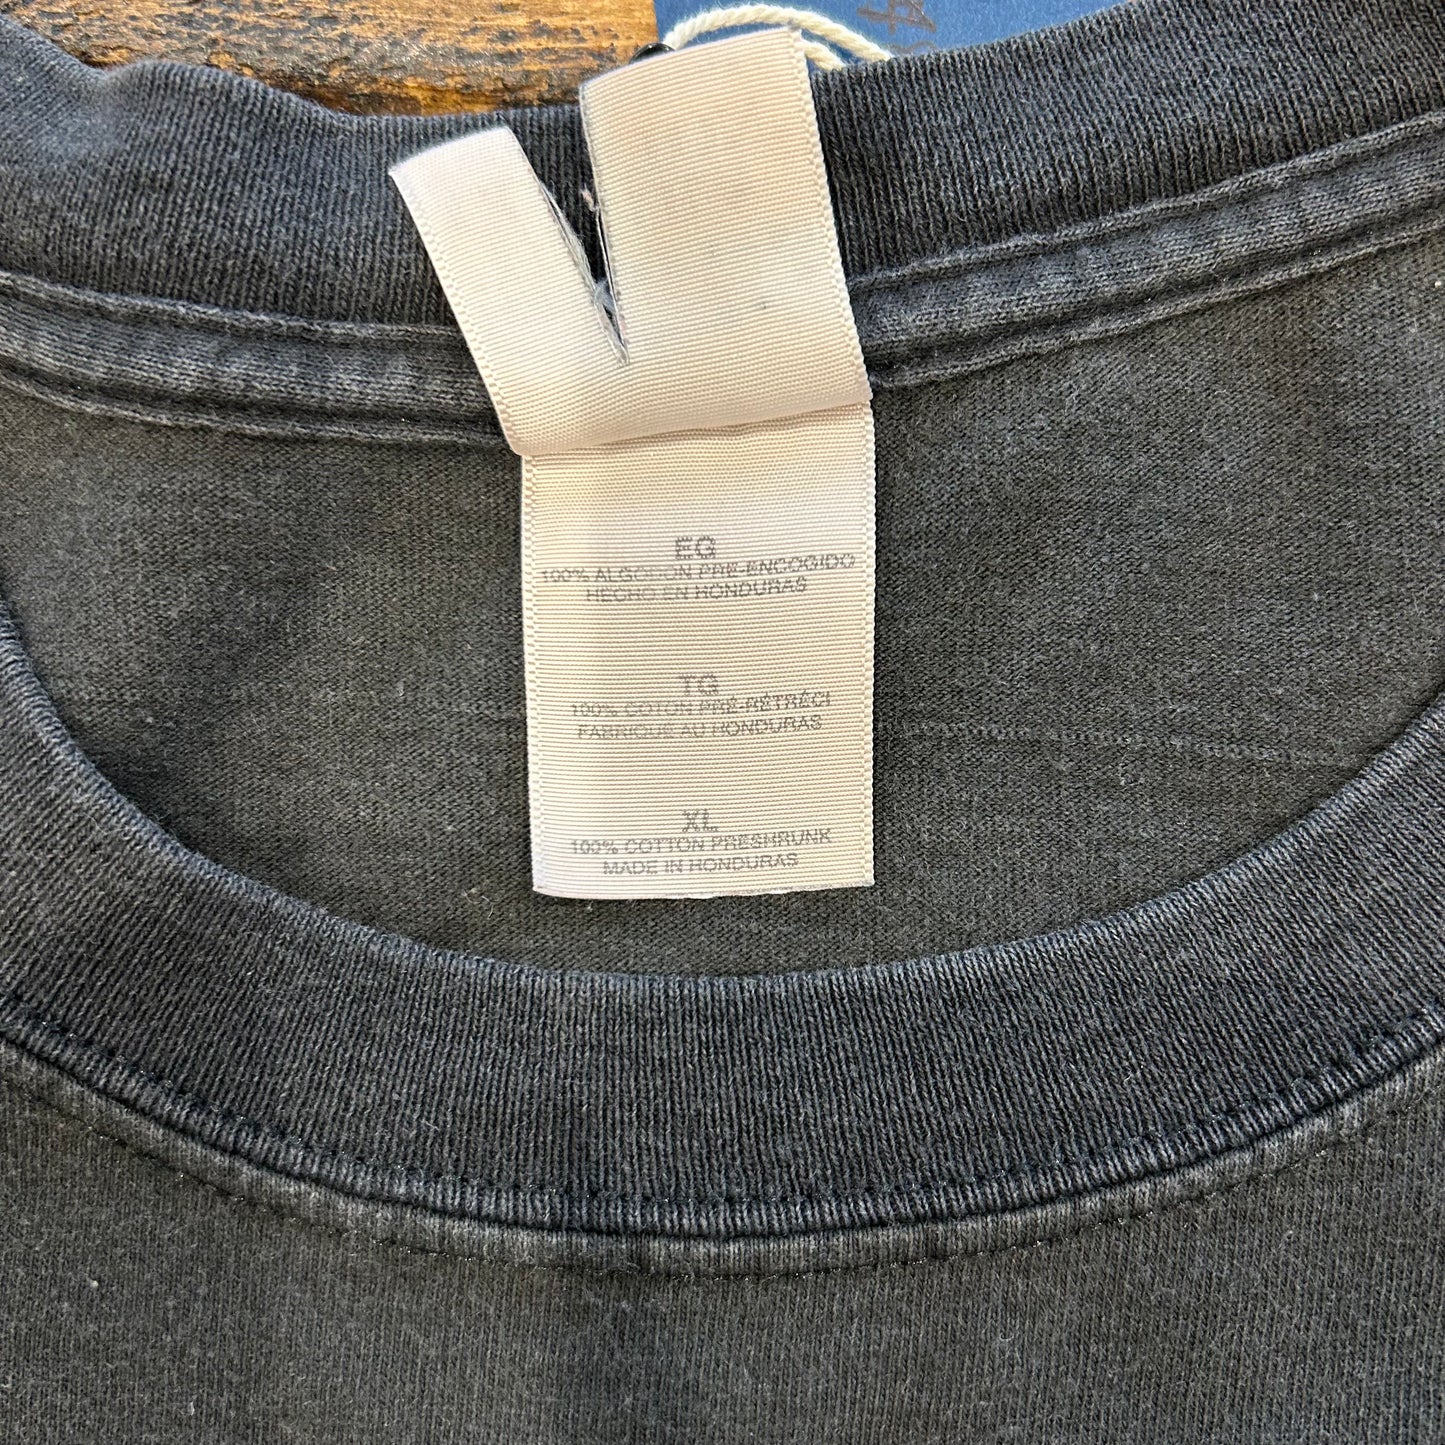 EG
100% ALGODON PRE-ENCOGIDO
HECHO EN HONDURAS
TG
100% COTON PRÉ-RÉTRÉCI
FABRIQUE AU HONDURAS
XL
100% COTTON PRESHRUNK
MADE IN HONDURAS